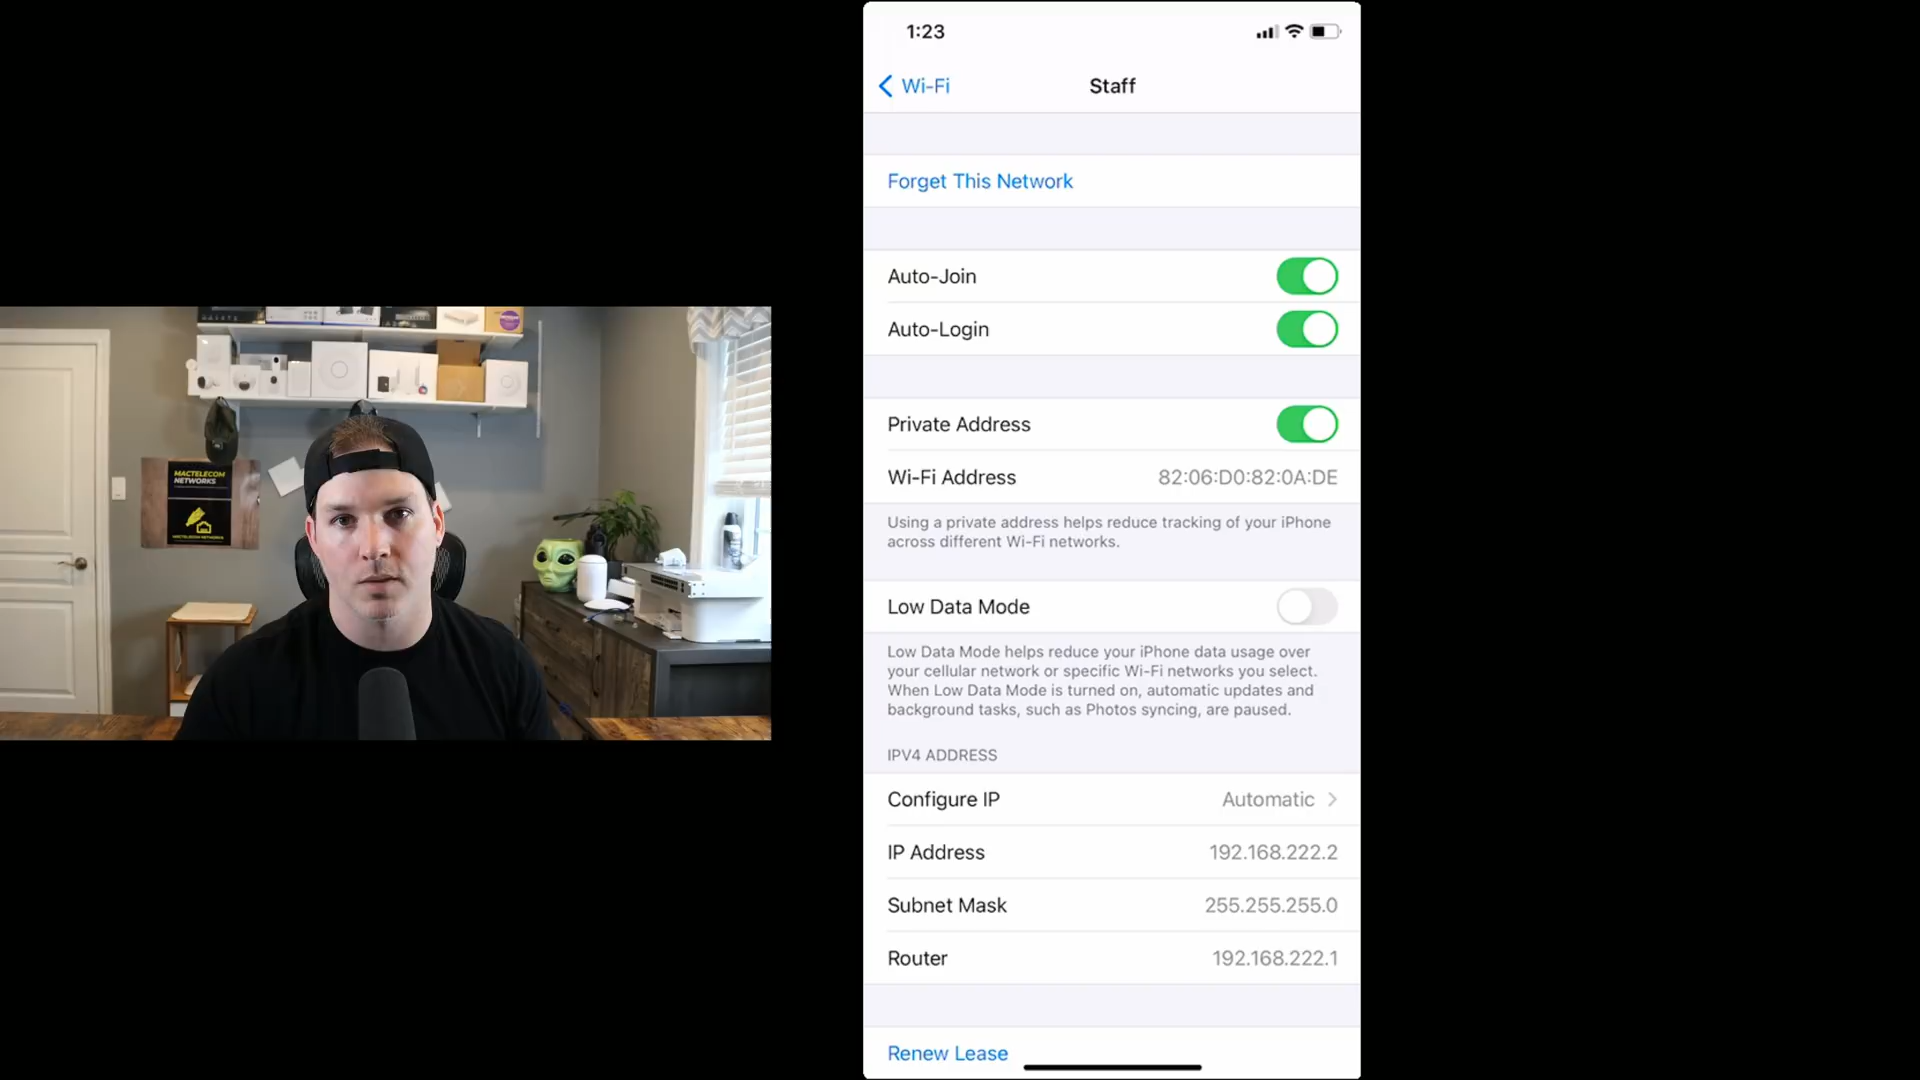 MACTELECOM
NETWORKS
MACTELECOM NETWORKS
1:23
Wi-Fi
Staff
Forget This Network
Auto-Join
Auto-Login
Private Address
Wi-Fi Address 82:06:D0:82:0A:DE
Using a private address helps reduce tracking of your iPhone
across different Wi-Fi networks.
Low Data Mode
Low Data Mode helps reduce your iPhone data usage over
your cellular network or specific Wi-Fi networks you select.
When Low Data Mode is turned on, automatic updates and
background tasks, such as Photos syncing, are paused.
IPV4 ADDRESS
Configure IP Automatic
IP Address 192.168.222.2
Subnet Mask 255.255.255.0
Router 192.168.222.1
Renew Lease